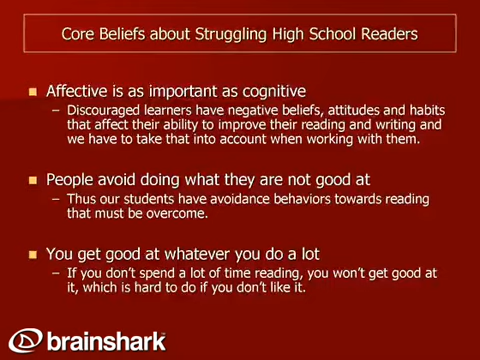 Core Beliefs about Struggling High School Readers
Affective is as important as cognitive
– Discouraged learners have negative beliefs, attitudes and habits
that affect their ability to improve their reading and writing and
we have to take that into account when working with them.
People avoid doing what they are not good at
– Thus our students have avoidance behaviors towards reading
that must be overcome.
You get good at whatever you do a lot
– If you don't spend a lot of time reading, you won't get good at
it, which is hard to do if you don't like it.
brainshark